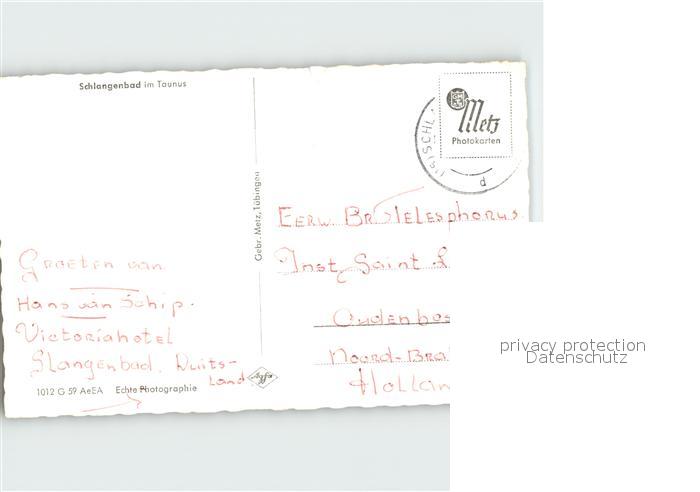 Schlangenbad im Taunus
Metz
Photokarten
d
Gebr. Metz, Tübingen
Eerw Br Telesphorus
Inst Saint L
Oudenbos
Noord-Bra
Hollan
Groeten van
Hans van Schip.
Victoriahotel
Slangenbad. Duits-
land.
Agfa
1012 G 59 AeEA Echte Photographie
privacy protection
Datenschutz